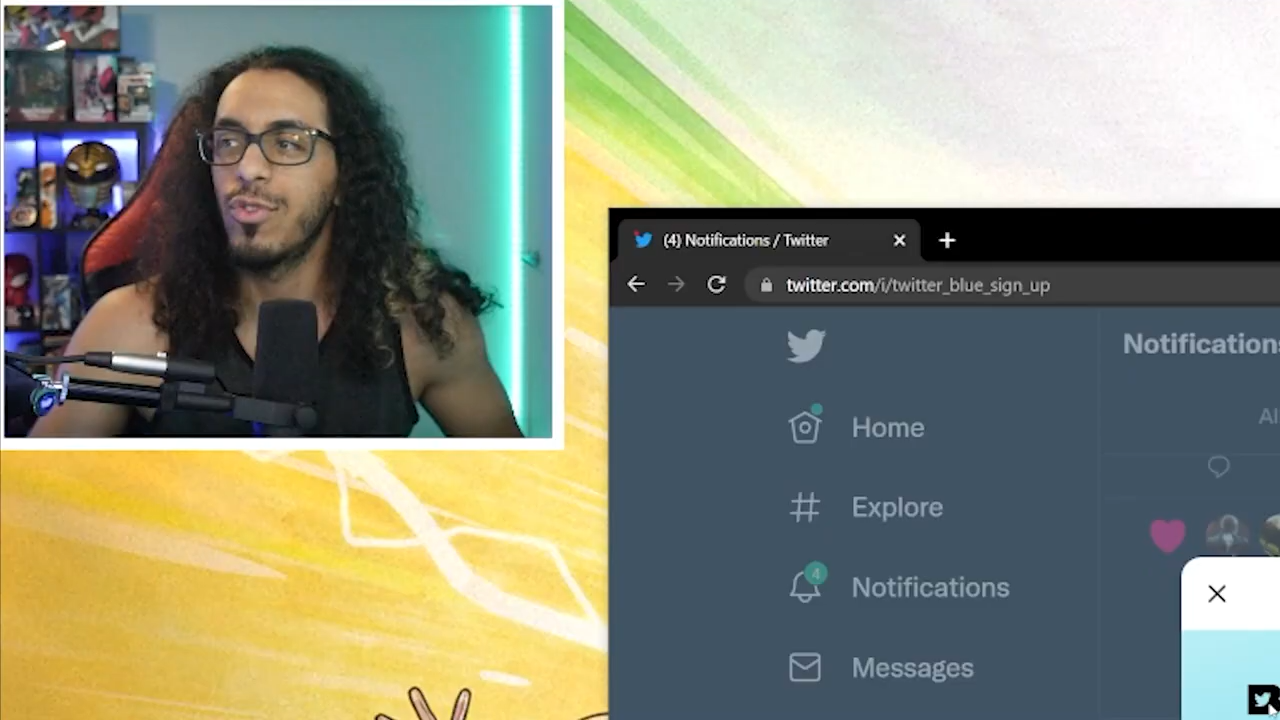 (4) Notifications / Twitter
twitter.com/i/twitter_blue_sign_up
Notifications
Home
Explore
4
Notifications
Messages